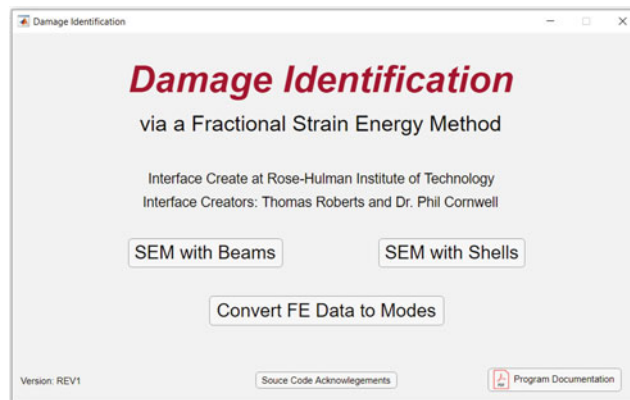 Damage Identification
Damage Identification
via a Fractional Strain Energy Method
Interface Create at Rose-Hulman Institute of Technology
Interface Creators: Thomas Roberts and Dr. Phil Cornwell
SEM with Beams
SEM with Shells
Convert FE Data to Modes
Version: REV1
Souce Code Acknowlegements
Program Documentation